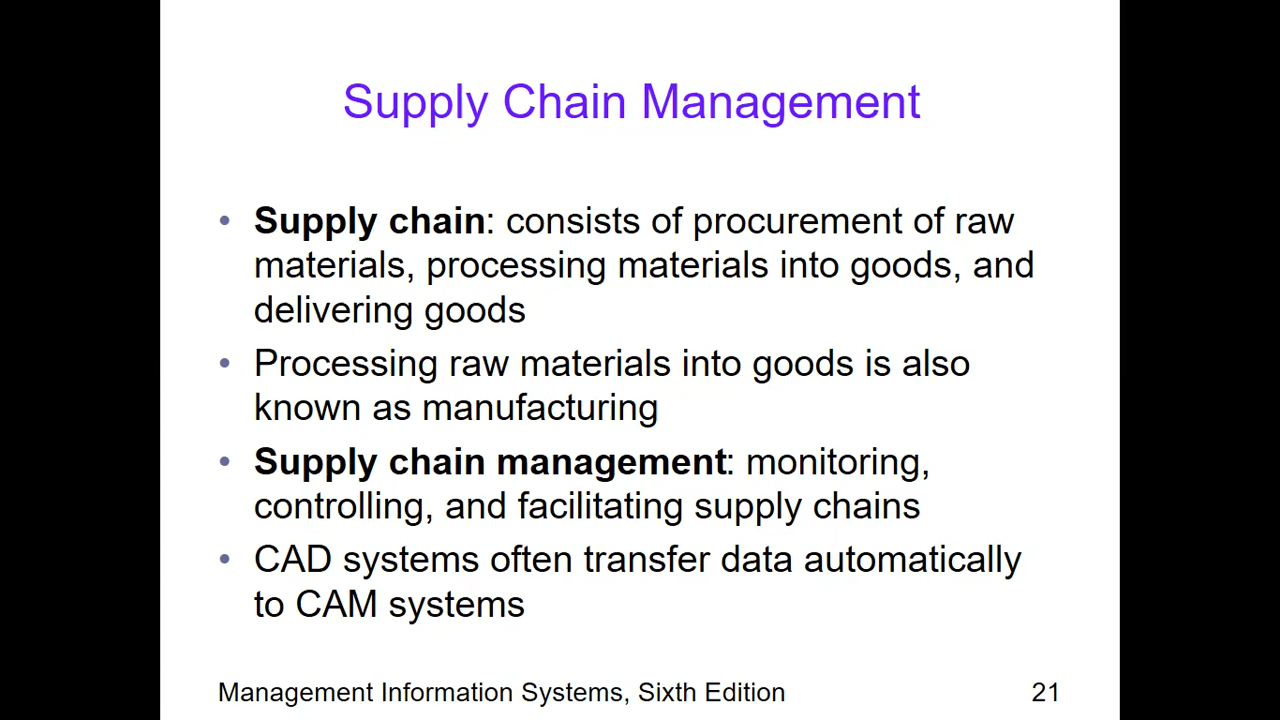 Supply Chain Management
• Supply chain: consists of procurement of raw
materials, processing materials into goods, and
delivering goods
• Processing raw materials into goods is also
known as manufacturing
• Supply chain management: monitoring,
controlling, and facilitating supply chains
• CAD systems often transfer data automatically
to CAM systems
Management Information Systems, Sixth Edition 21